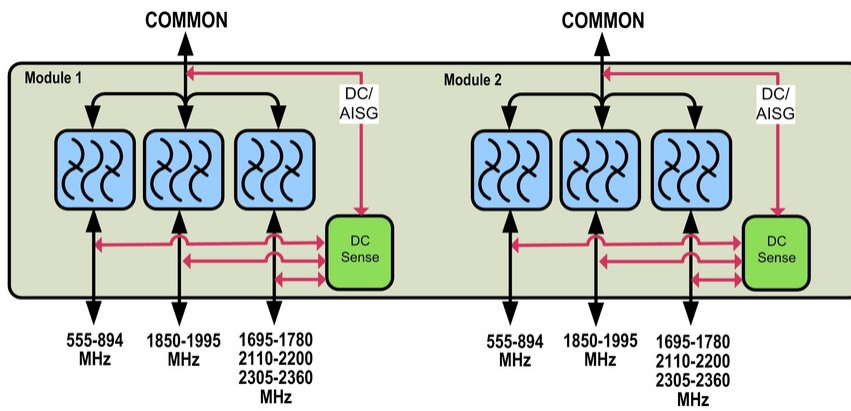 COMMON
COMMON
Module 1
Module 2
DC/
AISG
DC/
AISG
DC
Sense
DC
Sense
555-894
MHz
1850-1995
MHz
1695-1780
2110-2200
2305-2360
MHz
555-894
MHz
1850-1995
MHz
1695-1780
2110-2200
2305-2360
MHz